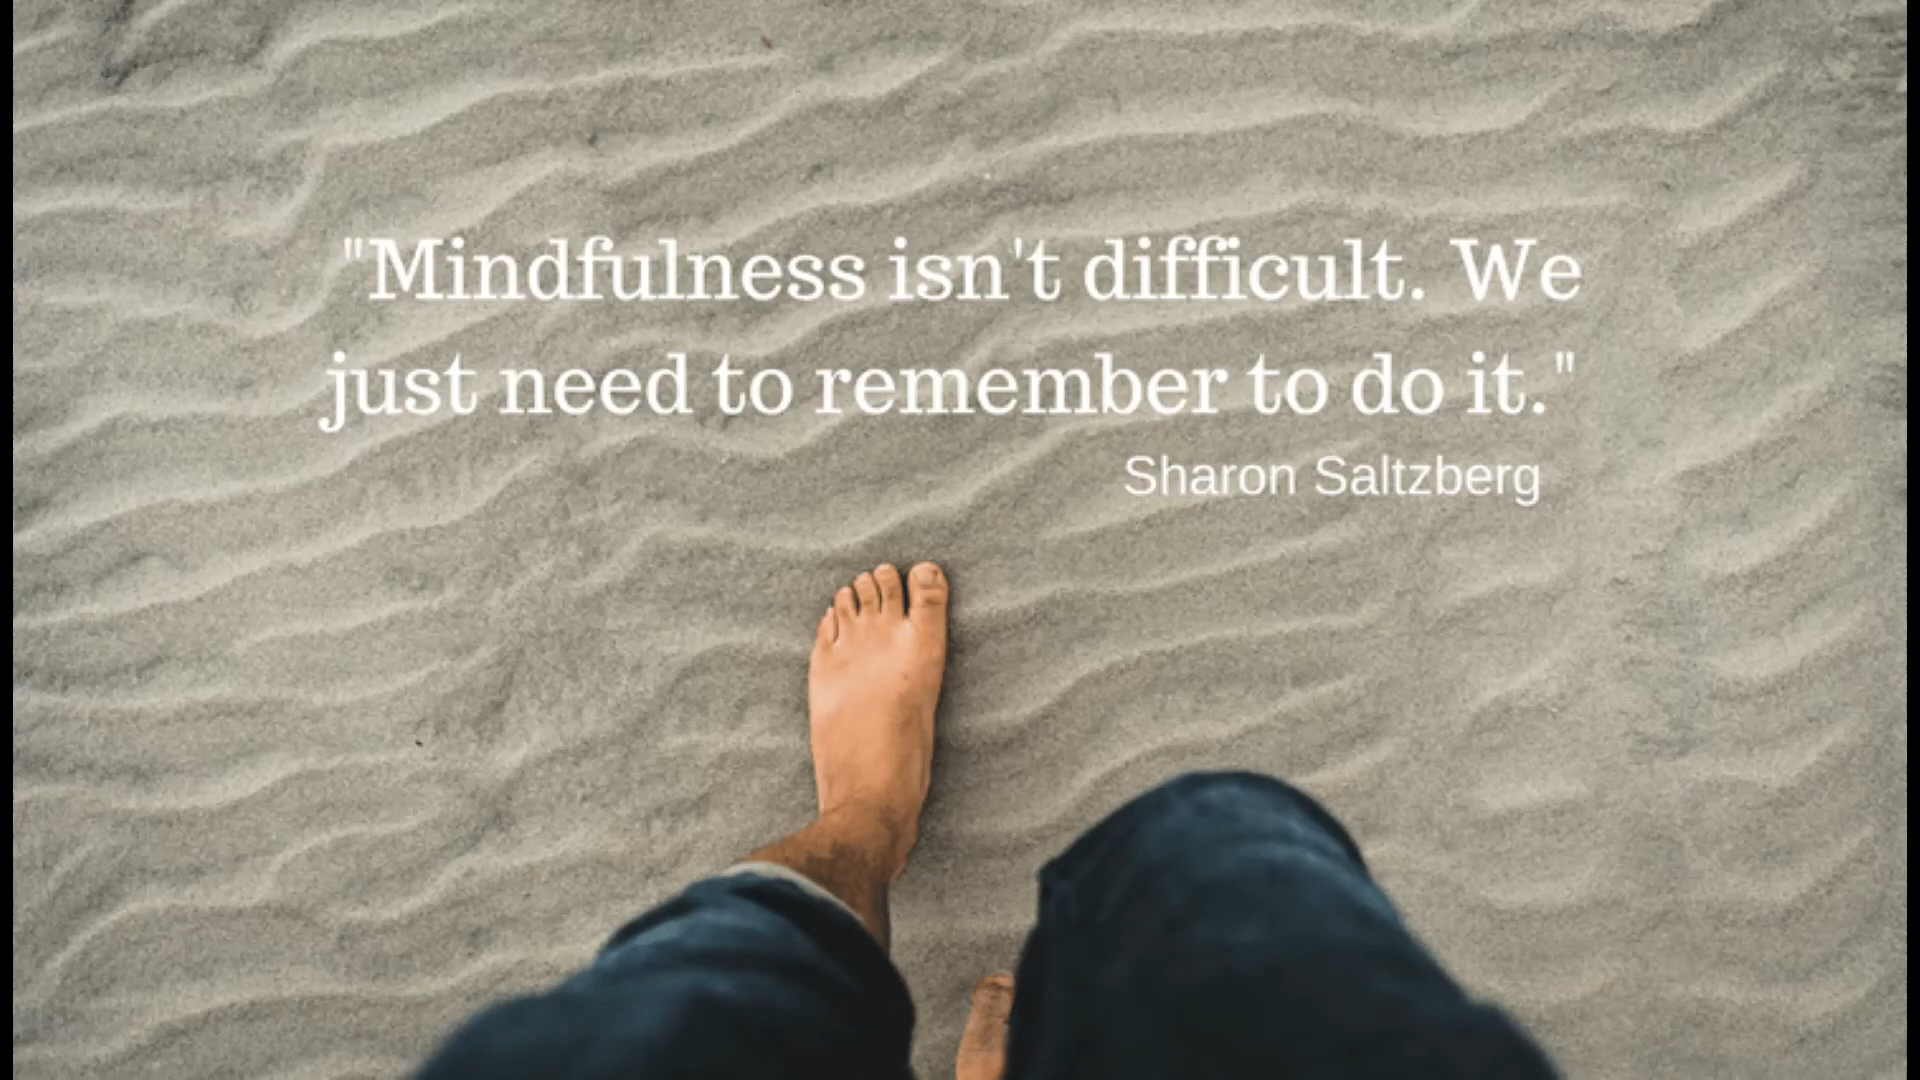 "Mindfulness isn't difficult. We
just need to remember to do it."
Sharon Saltzberg